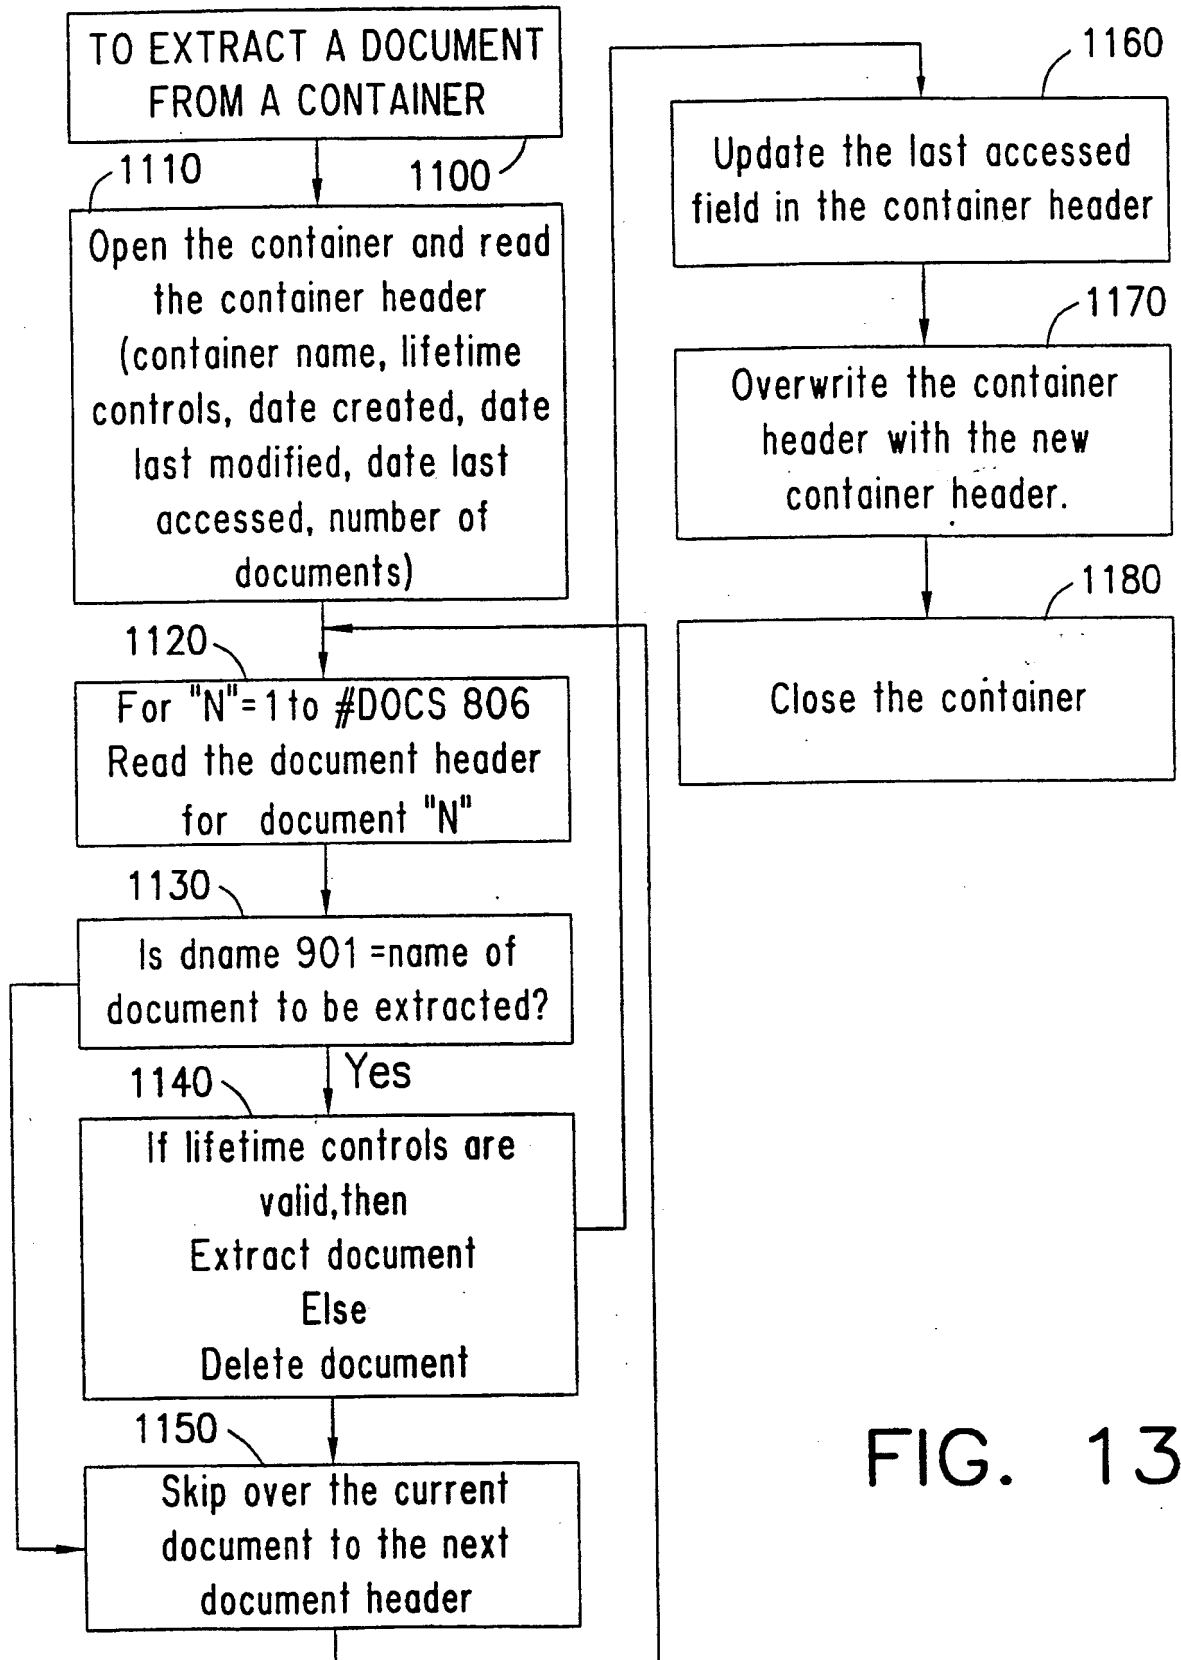 TO EXTRACT A DOCUMENT
FROM A CONTAINER
1110
1100
Open the container and read
the container header
(container name, lifetime
controls, date created, date
last modified, date last
accessed, number of
documents)
1120
For "N"=1 to #DOCS 806
Read the document header
for document "N"
1130
Is dname 901 =name of
document to be extracted?
Yes
1140
If lifetime controls are
valid,then
Extract document
Else
Delete document
1150
Skip over the current
document to the next
document header
1160
Update the last accessed
field in the container header
1170
Overwrite the container
header with the new
container header.
1180
Close the container
FIG. 13